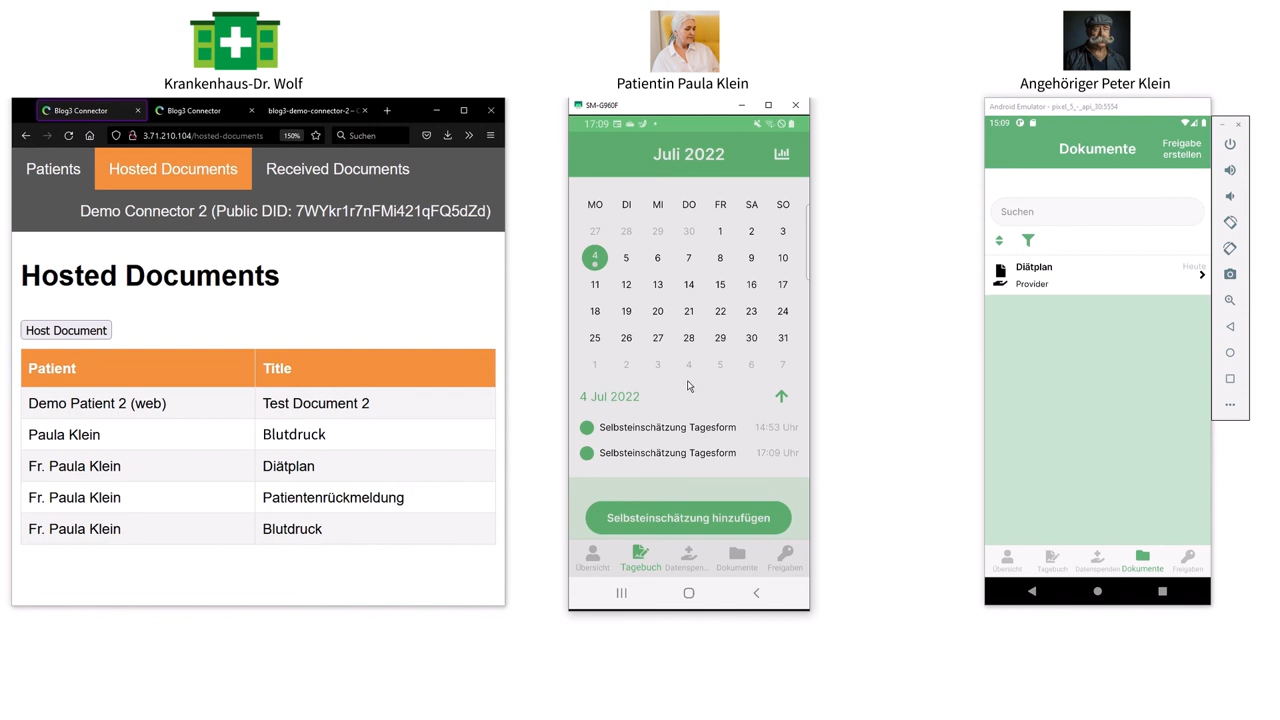 Krankenhaus-Dr. Wolf
Blog3 Connector
Blog3 Connector
blog3-demo-connector-2 – C
3.71.210.104/hosted-documents
150%
Suchen
Patients
Hosted Documents
Received Documents
Demo Connector 2 (Public DID: 7WYkr1r7nFMi421qFQ5dZd)
Hosted Documents
Host Document
Patient Title
Demo Patient 2 (web) Test Document 2
Paula Klein Blutdruck
Fr. Paula Klein Diätplan
Fr. Paula Klein Patientenrückmeldung
Fr. Paula Klein Blutdruck
Patientin Paula Klein
SM-G960F
17:09
Juli 2022
MO DI MI DO FR SA SO
27 28 29 30 1 2 3
4 5 6 7 8 9 10
11 12 13 14 15 16 17
18 19 20 21 22 23 24
25 26 27 28 29 30 31
1 2 3 4 5 6 7
4 Jul 2022
Selbsteinschätzung Tagesform 14:53 Uhr
Selbsteinschätzung Tagesform 17:09 Uhr
Selbsteinschätzung hinzufügen
Übersicht Tagebuch Datenspen... Dokumente Freigaben
Angehöriger Peter Klein
Android Emulator - pixel_5_-_api_30:5554
15:09
Dokumente
Freigabe
erstellen
Suchen
Diätplan Heute
Provider
Übersicht Tagebuch Datenspenden Dokumente Freigaben